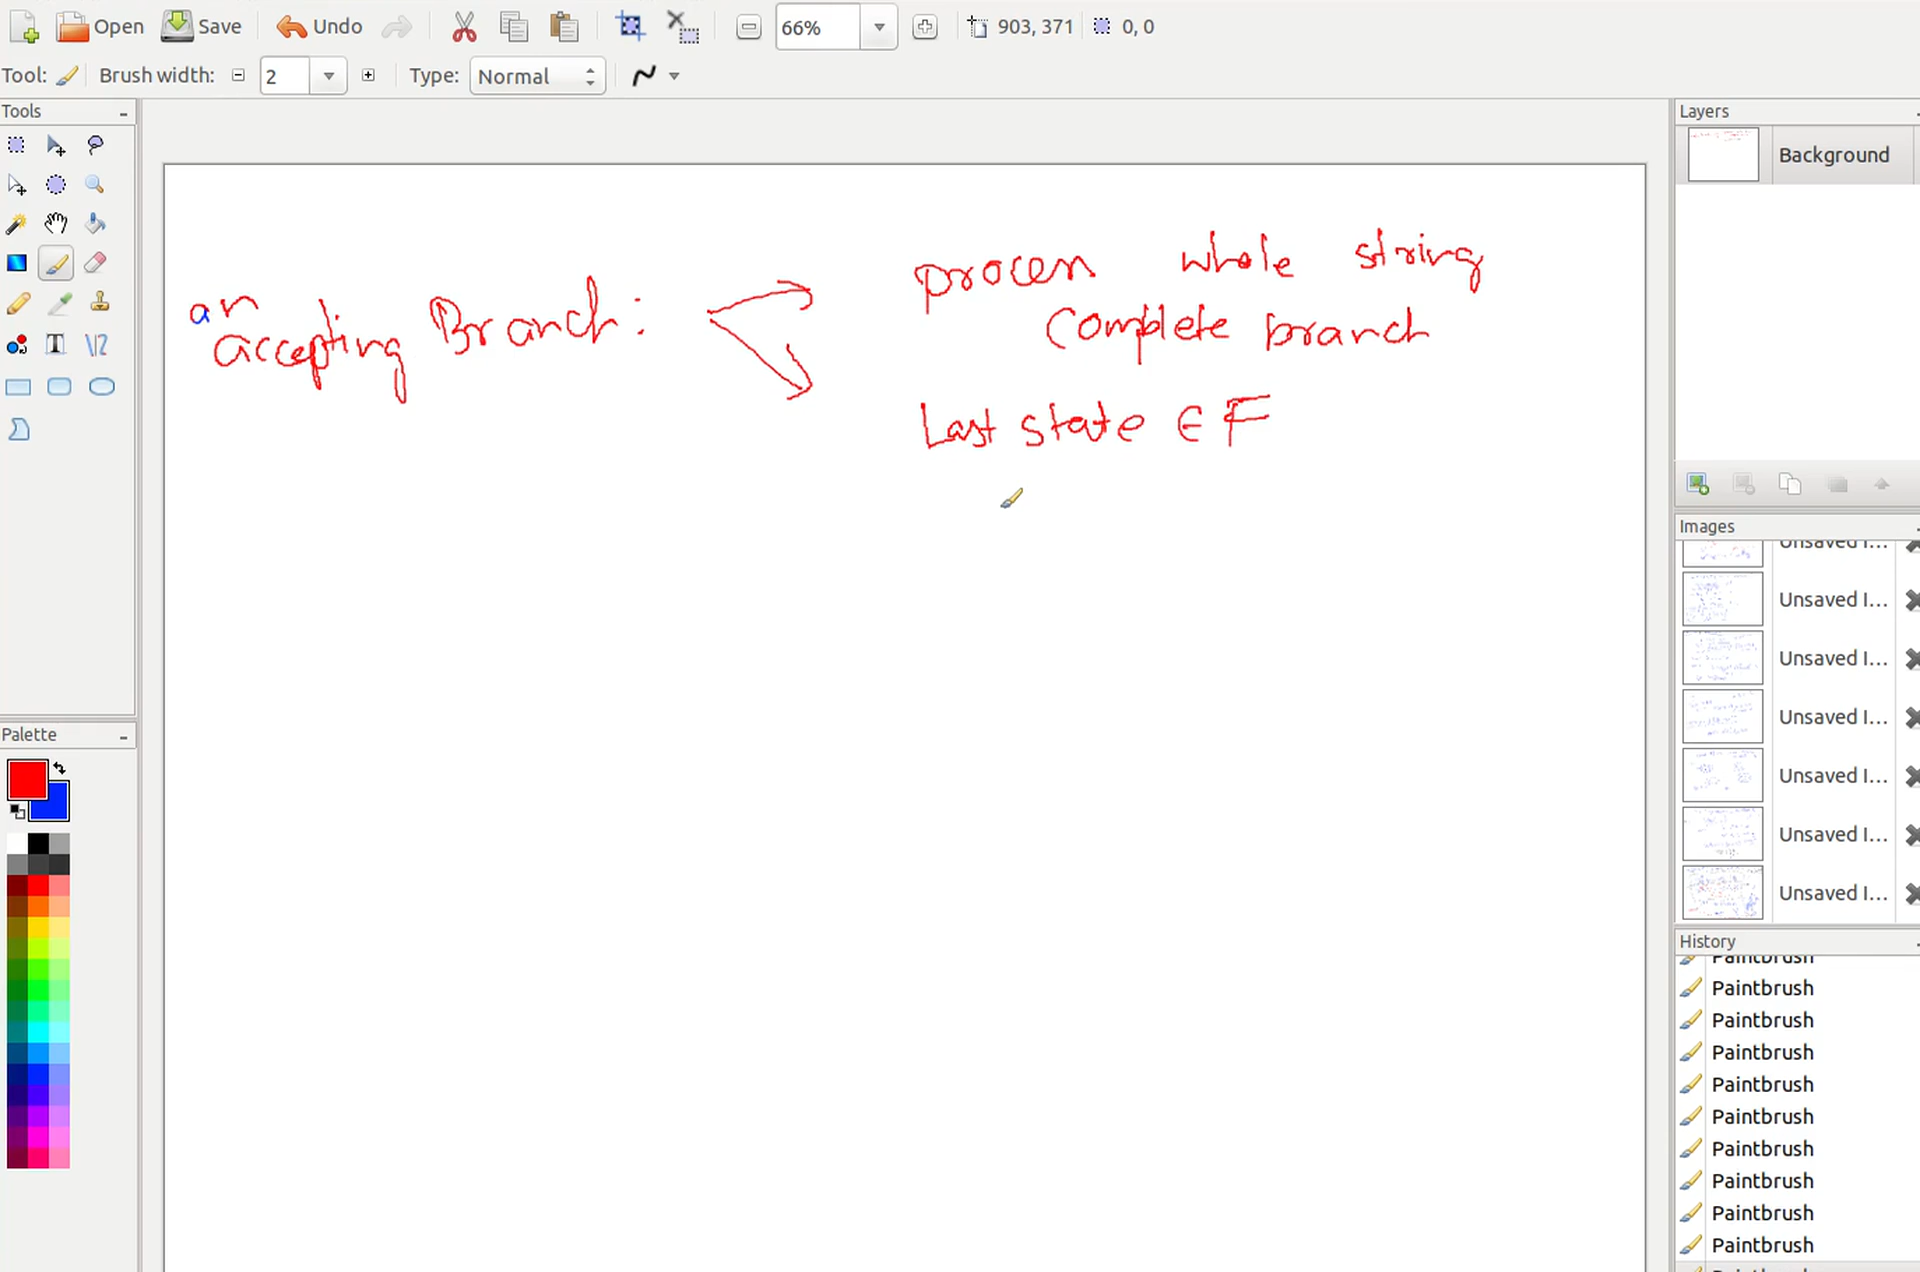 Open Save Undo 66% 903, 371 0, 0
Tool: Brush width: 2 Type: Normal
Tools
Layers
Background
an
accepting Branch:
process whole string
Complete branch
Last state ∈ F
Images
Unsaved I...
Unsaved I...
Unsaved I...
Unsaved I...
Unsaved I...
Unsaved I...
Unsaved I...
Palette
History
Paintbrush
Paintbrush
Paintbrush
Paintbrush
Paintbrush
Paintbrush
Paintbrush
Paintbrush
Paintbrush
Paintbrush